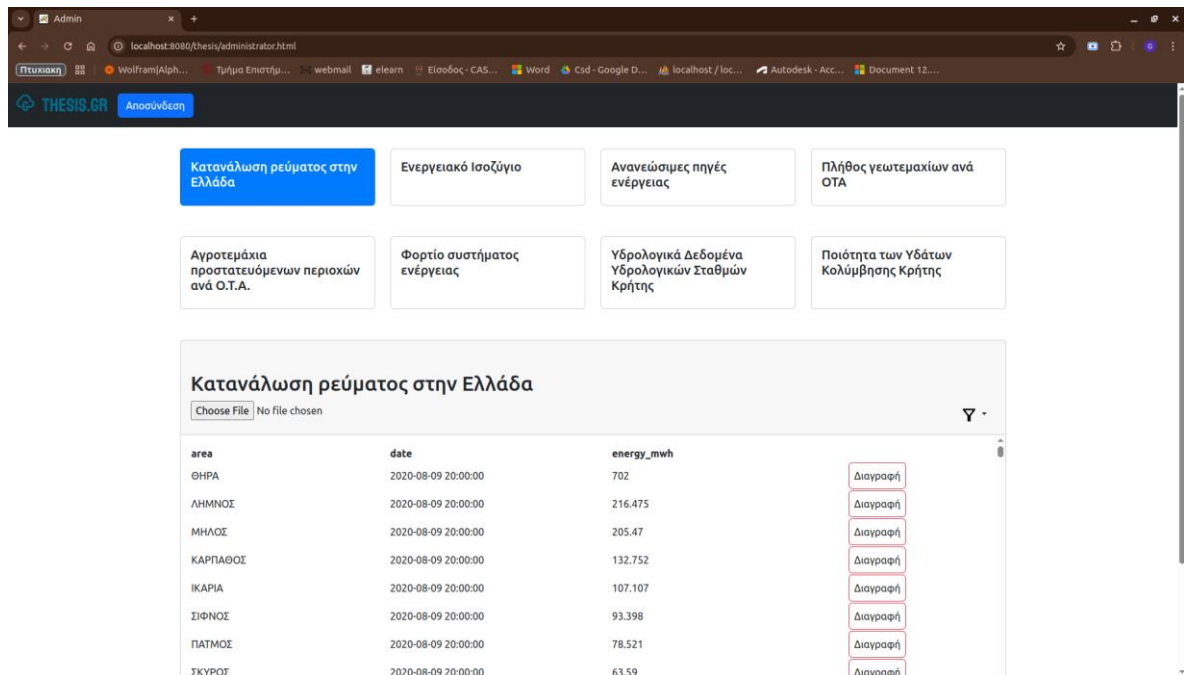 Admin
localhost:8080/thesis/administrator.html
Πτυχιακη Wolfram|Alph... Τμήμα Επιστήμ... webmail elearn Είσοδος - CAS... Word Csd - Google D... localhost / loc... Autodesk - Acc... Document 12....
THESIS.GR Αποσύνδεση
Κατανάλωση ρεύματος στην
Ελλάδα
Ενεργειακό Ισοζύγιο
Ανανεώσιμες πηγές
ενέργειας
Πλήθος γεωτεμαχίων ανά
ΟΤΑ
Αγροτεμάχια
προστατευόμενων περιοχών
ανά Ο.Τ.Α.
Φορτίο συστήματος
ενέργειας
Υδρολογικά Δεδομένα
Υδρολογικών Σταθμών
Κρήτης
Ποιότητα των Υδάτων
Κολύμβησης Κρήτης
Κατανάλωση ρεύματος στην Ελλάδα
Choose File No file chosen
area date energy_mwh
ΘΗΡΑ 2020-08-09 20:00:00 702 Διαγραφή
ΛΗΜΝΟΣ 2020-08-09 20:00:00 216.475 Διαγραφή
ΜΗΛΟΣ 2020-08-09 20:00:00 205.47 Διαγραφή
ΚΑΡΠΑΘΟΣ 2020-08-09 20:00:00 132.752 Διαγραφή
ΙΚΑΡΙΑ 2020-08-09 20:00:00 107.107 Διαγραφή
ΣΙΦΝΟΣ 2020-08-09 20:00:00 93.398 Διαγραφή
ΠΑΤΜΟΣ 2020-08-09 20:00:00 78.521 Διαγραφή
ΣΚΥΡΟΣ 2020-08-09 20:00:00 63.59 Διαγραφή